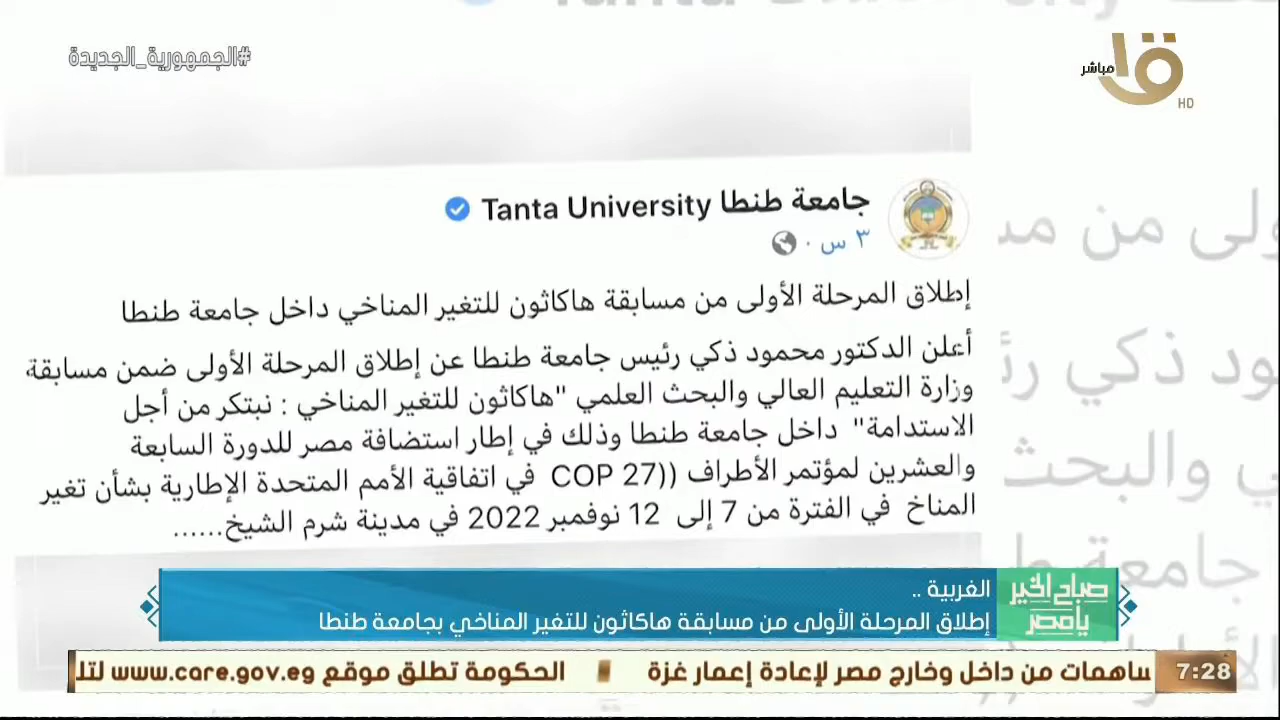 #الجمهورية_الجديدة
مباشر
HD
جامعة طنطا Tanta University
٣ س ·
إطلاق المرحلة الأولى من مسابقة هاكاثون للتغير المناخي داخل جامعة طنطا
أعلن الدكتور محمود ذكي رئيس جامعة طنطا عن إطلاق المرحلة الأولى ضمن مسابقة
وزارة التعليم العالي والبحث العلمي "هاكاثون للتغير المناخي : نبتكر من أجل
الاستدامة" داخل جامعة طنطا وذلك في إطار استضافة مصر للدورة السابعة
والعشرين لمؤتمر الأطراف ((COP 27 في اتفاقية الأمم المتحدة الإطارية بشأن تغير
المناخ في الفترة من 7 إلى 12 نوفمبر 2022 في مدينة شرم الشيخ......
صباح الخير
يا مصر
الغربية ..
إطلاق المرحلة الأولى من مسابقة هاكاثون للتغير المناخي بجامعة طنطا
7:28
ساهمات من داخل وخارج مصر لإعادة إعمار غزة
الحكومة تطلق موقع www.care.gov.eg لتل